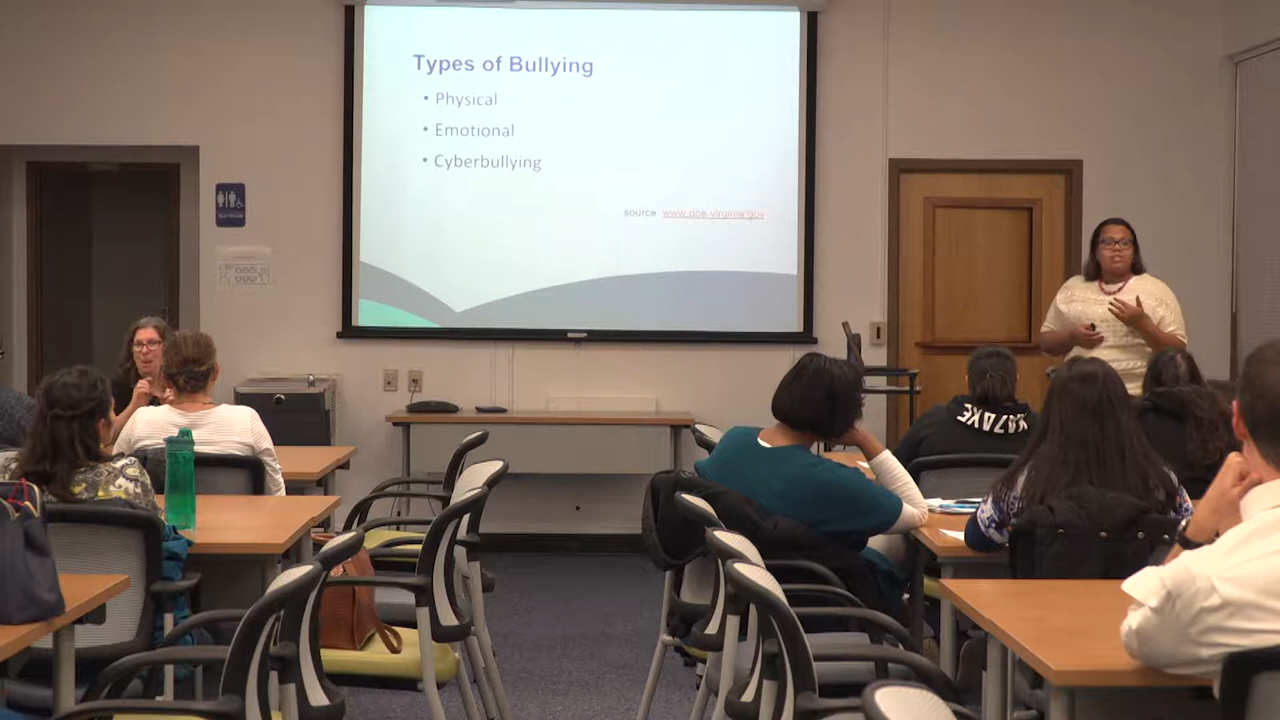 Types of Bullying
• Physical
• Emotional
• Cyberbullying
source www.doe.virginia.gov